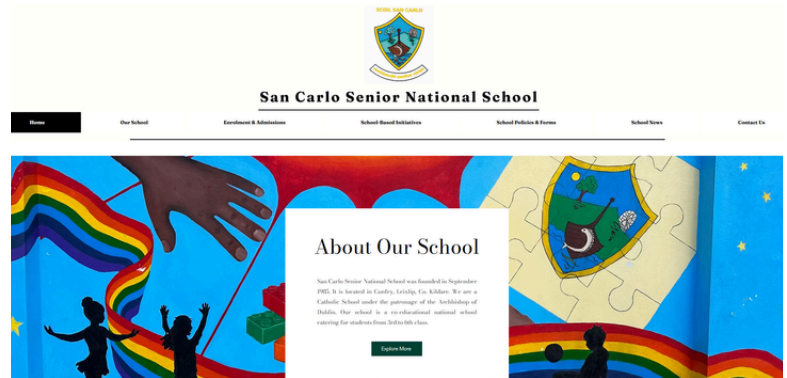 SCOIL SAN CARLO
San Carlo Senior National School
Home Our School Enrolment & Admissions School-Based Initiatives School Policies & Forms School News Contact Us
About Our School
San Carlo Senior National School was founded in September
1985. It is located in Confey, Leixlip, Co. Kildare. We are a
Catholic School under the patronage of the Archbishop of
Dublin. Our school is a co-educational national school
catering for students from 3rd to 6th class.
Explore More